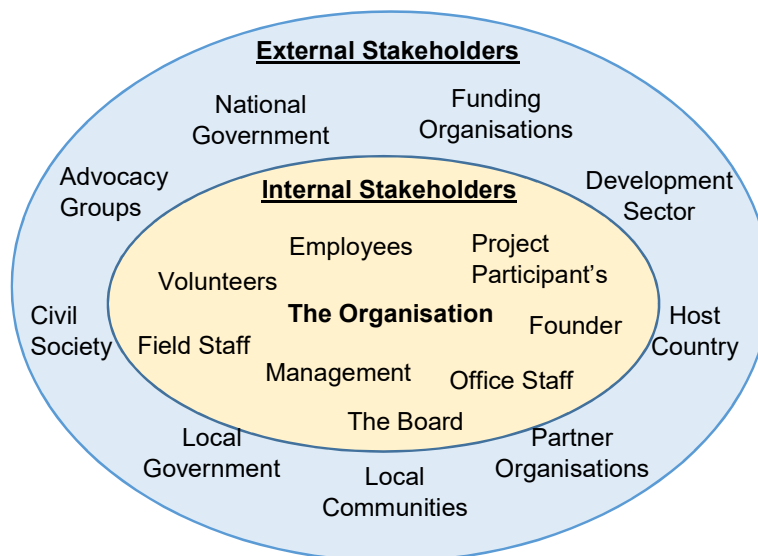 External Stakeholders
National
Government
Funding
Organisations
Advocacy
Groups
Development
Sector
Internal Stakeholders
Employees
Project
Participant's
Volunteers
The Organisation
Founder
Civil
Society
Host
Country
Field Staff
Management
Office Staff
The Board
Local
Government
Local
Communities
Partner
Organisations